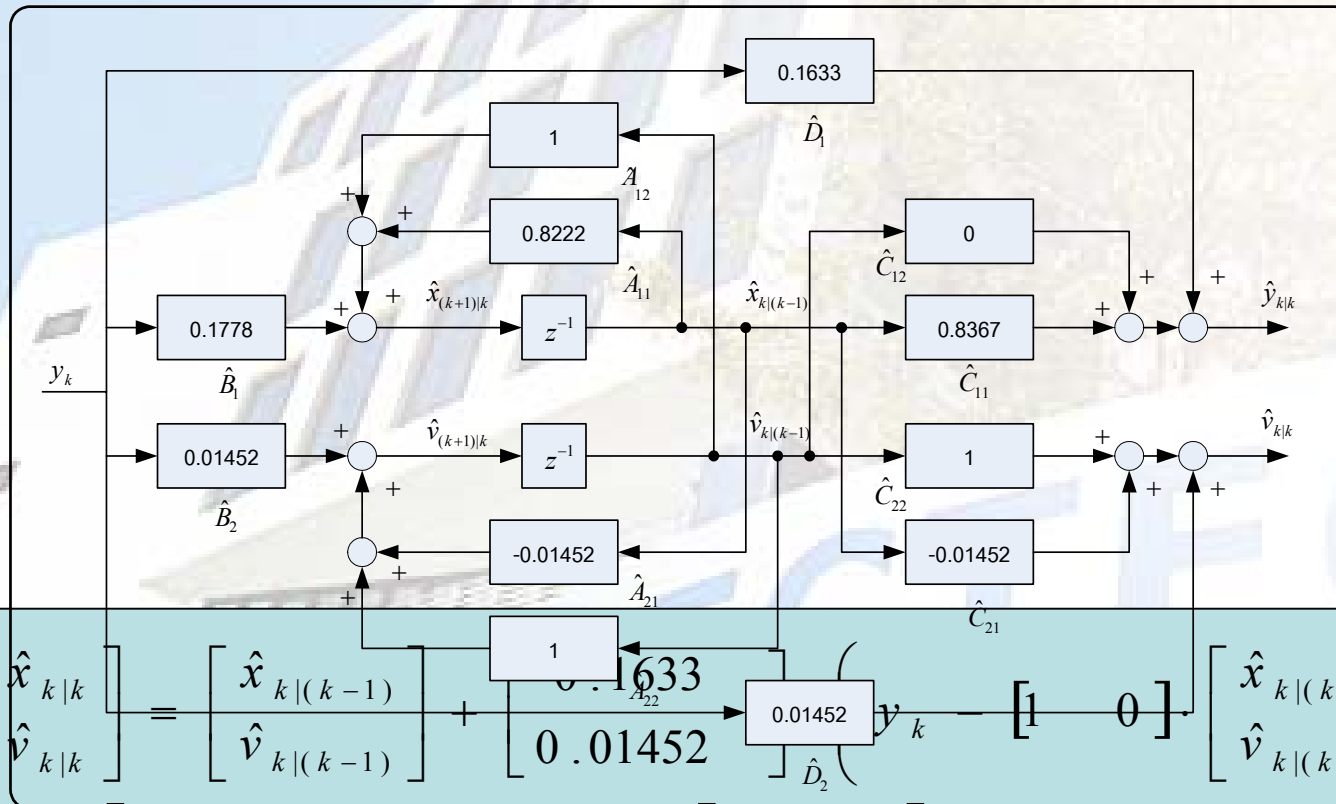 0.1633
D̂₁
1
Â₁₂
+
+
0.8222
Â₁₁
0
Ĉ₁₂
+
+
0.1778
B̂₁
+
+
x̂₍ₖ₊₁₎|ₖ
z⁻¹
x̂ₖ|₍ₖ₋₁₎
0.8367
Ĉ₁₁
+
ŷₖ|ₖ
yₖ
0.01452
B̂₂
+
+
v̂₍ₖ₊₁₎|ₖ
z⁻¹
v̂ₖ|₍ₖ₋₁₎
1
Ĉ₂₂
+
+
+
v̂ₖ|ₖ
-0.01452
Â₂₁
+
+
-0.01452
Ĉ₂₁
1
A₂₂
0.01452
D̂₂
[x̂ₖ|ₖ] = [x̂ₖ|₍ₖ₋₁₎] + [0.1633] (yₖ − [1 0]·[x̂ₖ|₍ₖ
[v̂ₖ|ₖ] [v̂ₖ|₍ₖ₋₁₎] [0.01452] [v̂ₖ|₍ₖ